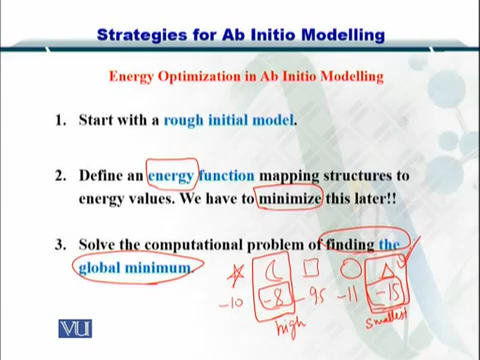 Strategies for Ab Initio Modelling
Energy Optimization in Ab Initio Modelling
1. Start with a rough initial model.
2. Define an energy function mapping structures to
energy values. We have to minimize this later!!
3. Solve the computational problem of finding the
global minimum.
-10 -8 -95 -11 -15
high smallest
VU